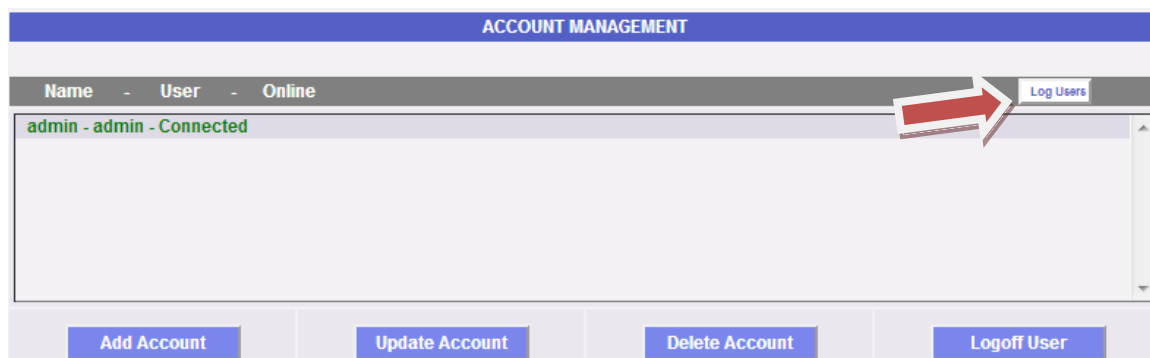 ACCOUNT MANAGEMENT
Name - User - Online Log Users
admin - admin - Connected
Add Account Update Account Delete Account Logoff User